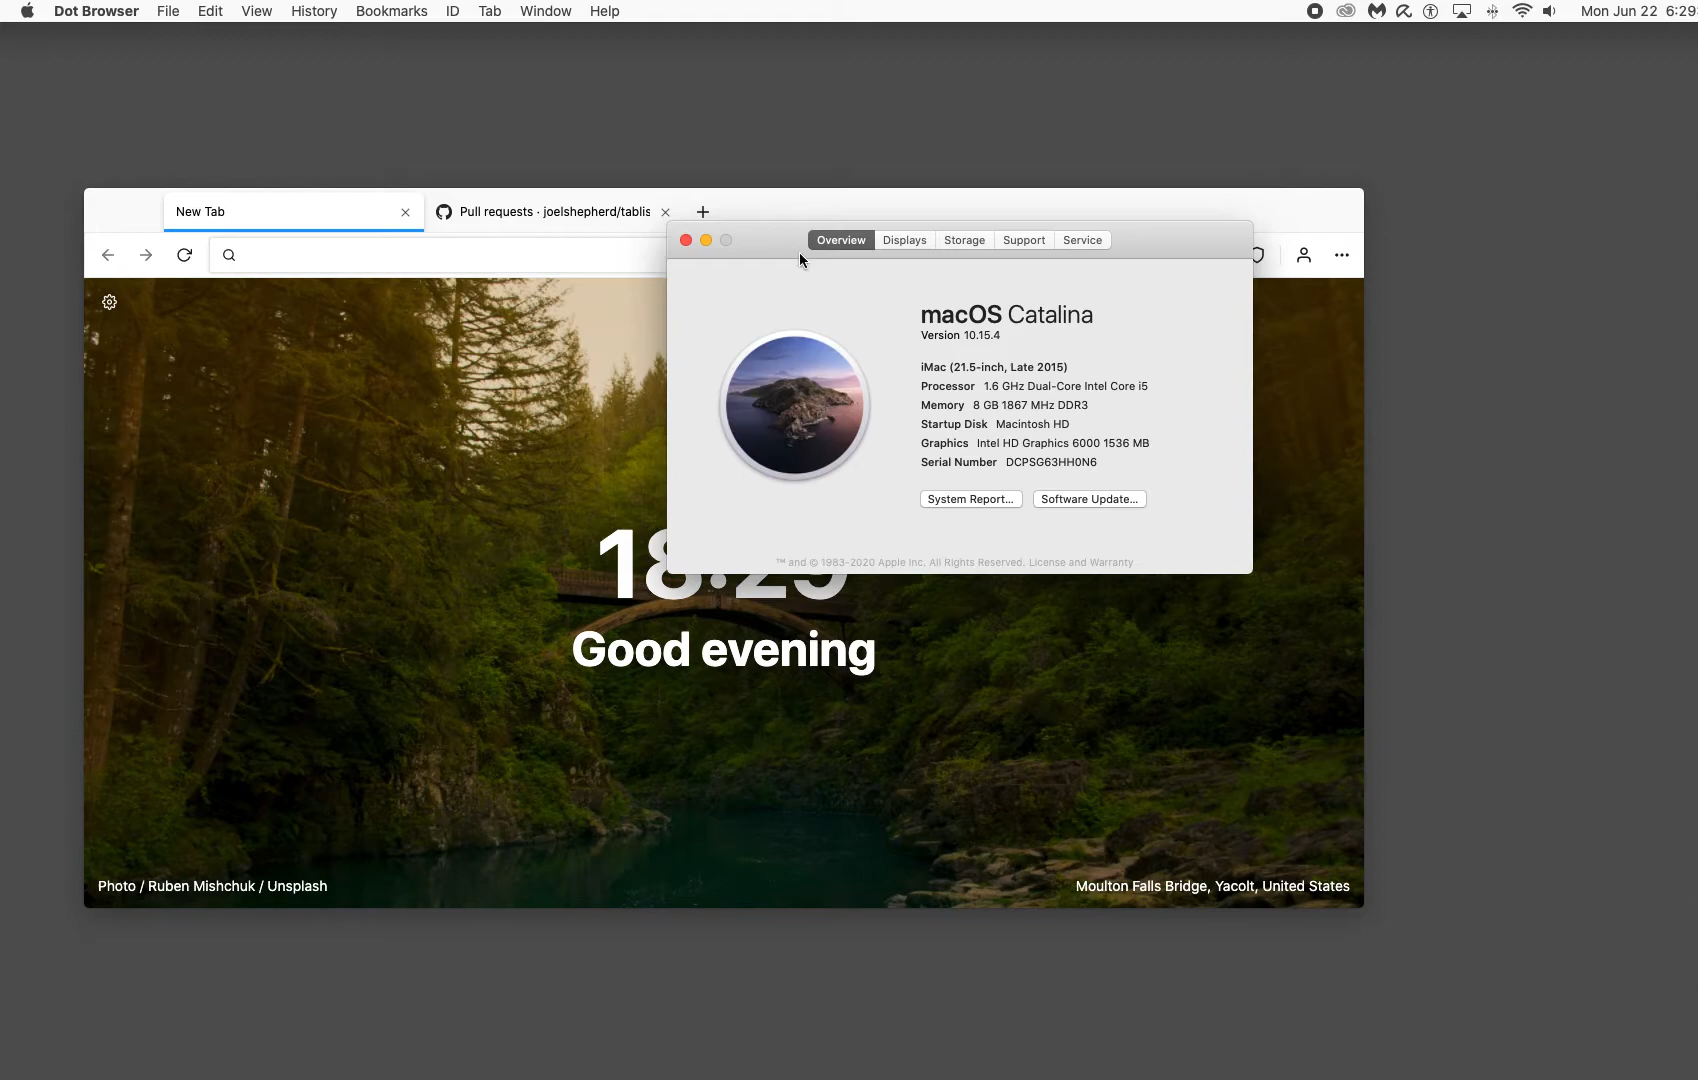 Dot Browser File Edit View History Bookmarks ID Tab Window Help Mon Jun 22 6:29
New Tab
Pull requests · joelshepherd/tablis
Overview Displays Storage Support Service
macOS Catalina
Version 10.15.4
iMac (21.5-inch, Late 2015)
Processor 1.6 GHz Dual-Core Intel Core i5
Memory 8 GB 1867 MHz DDR3
Startup Disk Macintosh HD
Graphics Intel HD Graphics 6000 1536 MB
Serial Number DCPSG63HH0N6
System Report... Software Update...
™ and © 1983-2020 Apple Inc. All Rights Reserved. License and Warranty
18:29
Good evening
Photo / Ruben Mishchuk / Unsplash
Moulton Falls Bridge, Yacolt, United States